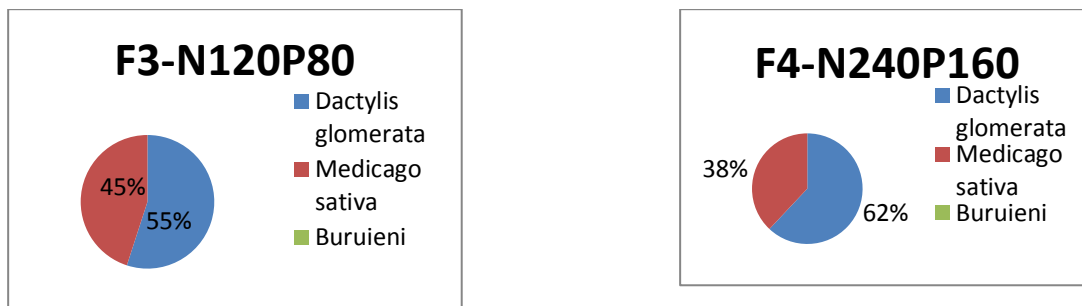 F3-N120P80
Dactylis
glomerata
Medicago
sativa
Buruieni
45%
55%
F4-N240P160
Dactylis
glomerata
Medicago
sativa
Buruieni
38%
62%